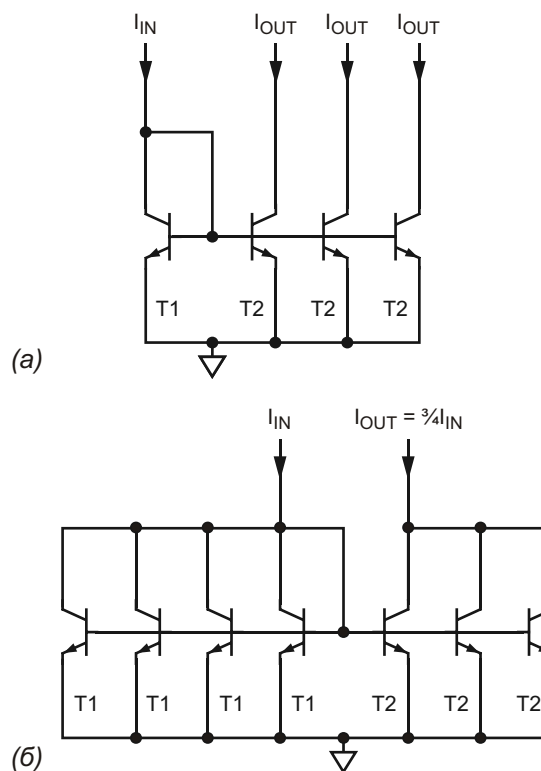 I_IN I_OUT I_OUT I_OUT
T1 T2 T2 T2
(а)
I_IN I_OUT = ¾I_IN
T1 T1 T1 T1 T2 T2 T2
(б)